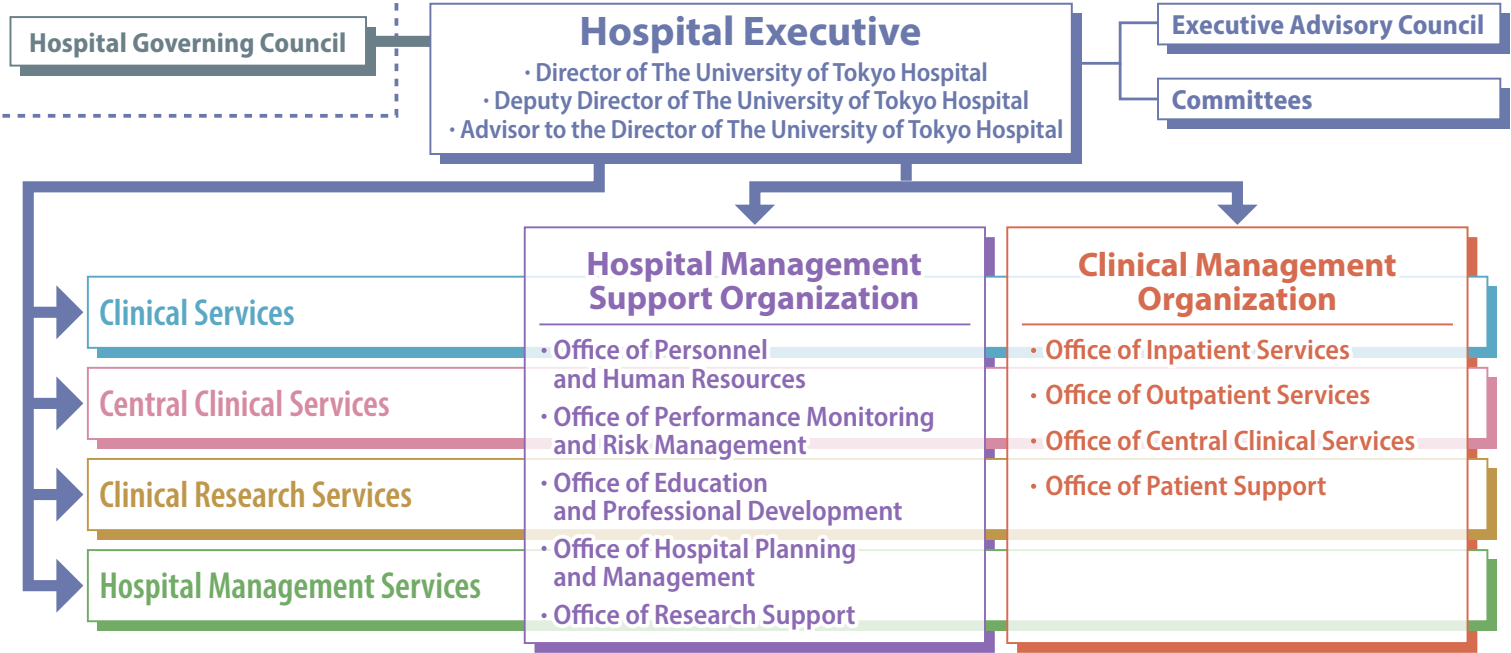 Hospital Governing Council
Hospital Executive
・Director of The University of Tokyo Hospital
・Deputy Director of The University of Tokyo Hospital
・Advisor to the Director of The University of Tokyo Hospital
Executive Advisory Council
Committees
Clinical Services
Central Clinical Services
Clinical Research Services
Hospital Management Services
Hospital Management
Support Organization
・Office of Personnel
and Human Resources
・Office of Performance Monitoring
and Risk Management
・Office of Education
and Professional Development
・Office of Hospital Planning
and Management
・Office of Research Support
Clinical Management
Organization
・Office of Inpatient Services
・Office of Outpatient Services
・Office of Central Clinical Services
・Office of Patient Support